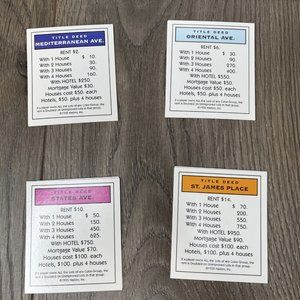 TITLE DEED
MEDITERRANEAN AVE.
RENT $2.
With 1 House $ 10.
With 2 Houses 30.
With 3 Houses 90.
With 4 Houses 160.
With HOTEL $250.
Mortgage Value $30.
Houses cost $50. each
Hotels, $50. plus 4 houses
TITLE DEED
ORIENTAL AVE.
RENT $6.
With 1 House $ 30.
With 2 Houses 90.
With 3 Houses 270.
With 4 Houses 400.
With HOTEL $550.
Mortgage Value $50.
Houses cost $50. each
Hotels, $50. plus 4 houses
TITLE DEED
STATES AVE.
RENT $10.
With 1 House $ 50.
With 2 Houses 150.
With 3 Houses 450.
With 4 Houses 625.
With HOTEL $750.
Mortgage Value $70.
Houses cost $100. each
Hotels, $100. plus 4 houses
TITLE DEED
ST. JAMES PLACE
RENT $14.
With 1 House $ 70.
With 2 Houses 200.
With 3 Houses 550.
With 4 Houses 750.
With HOTEL $950.
Mortgage Value $90.
Houses cost $100. each
Hotels, $100. plus 4 houses